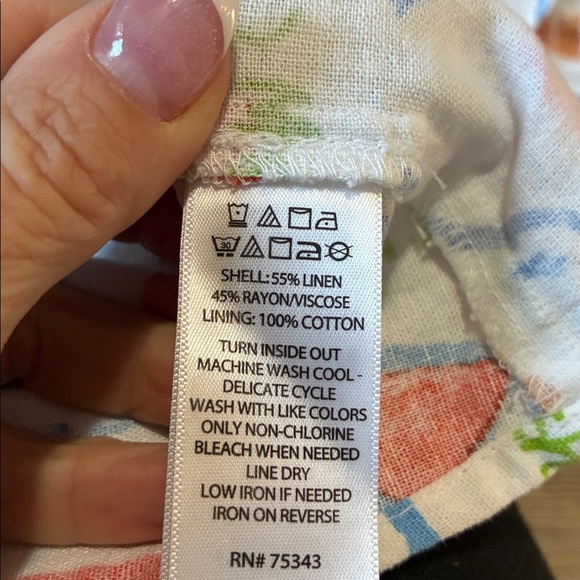 30
SHELL: 55% LINEN
45% RAYON/VISCOSE
LINING: 100% COTTON
TURN INSIDE OUT
MACHINE WASH COOL -
DELICATE CYCLE
WASH WITH LIKE COLORS
ONLY NON-CHLORINE
BLEACH WHEN NEEDED
LINE DRY
LOW IRON IF NEEDED
IRON ON REVERSE
RN# 75343